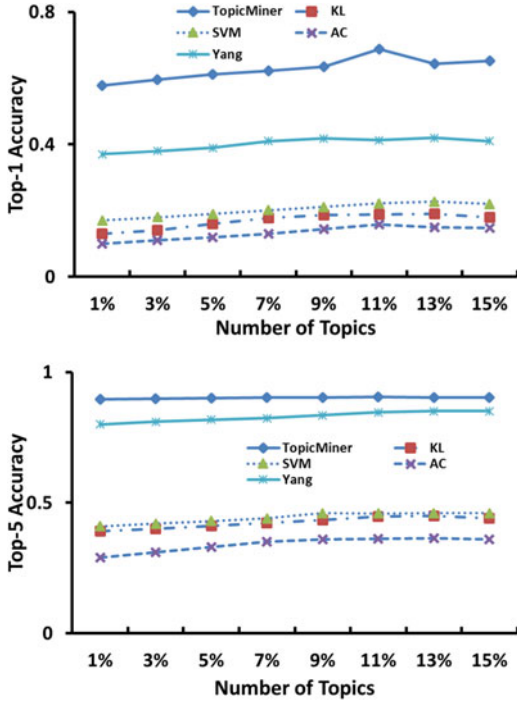 0.8
TopicMiner KL
SVM AC
Yang
Top-1 Accuracy
0.4
0
1% 3% 5% 7% 9% 11% 13% 15%
Number of Topics
1
TopicMiner KL
SVM AC
Yang
Top-5 Accuracy
0.5
0
1% 3% 5% 7% 9% 11% 13% 15%
Number of Topics